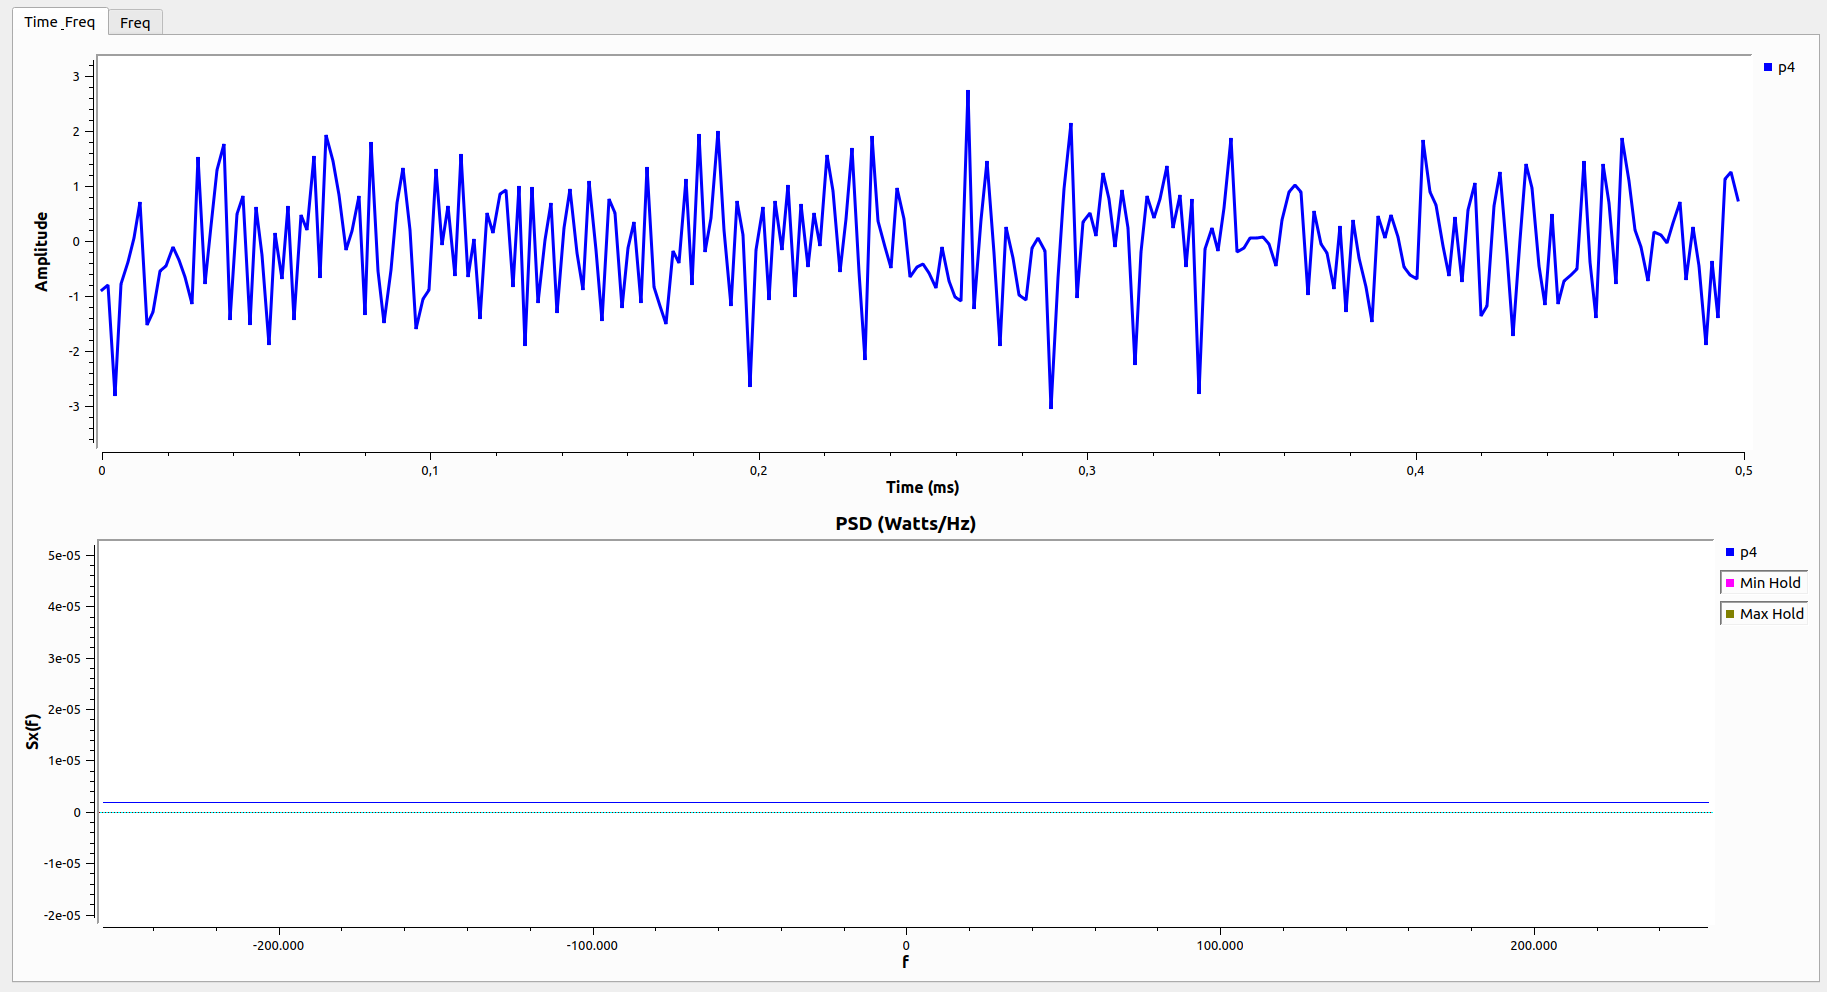 Time_Freq
Freq
p4
Amplitude
3
2
1
0
-1
-2
-3
0
0,1
0,2
0,3
0,4
0,5
Time (ms)
PSD (Watts/Hz)
p4
Min Hold
Max Hold
Sx(f)
5e-05
4e-05
3e-05
2e-05
1e-05
0
-1e-05
-2e-05
-200.000
-100.000
0
100.000
200.000
f